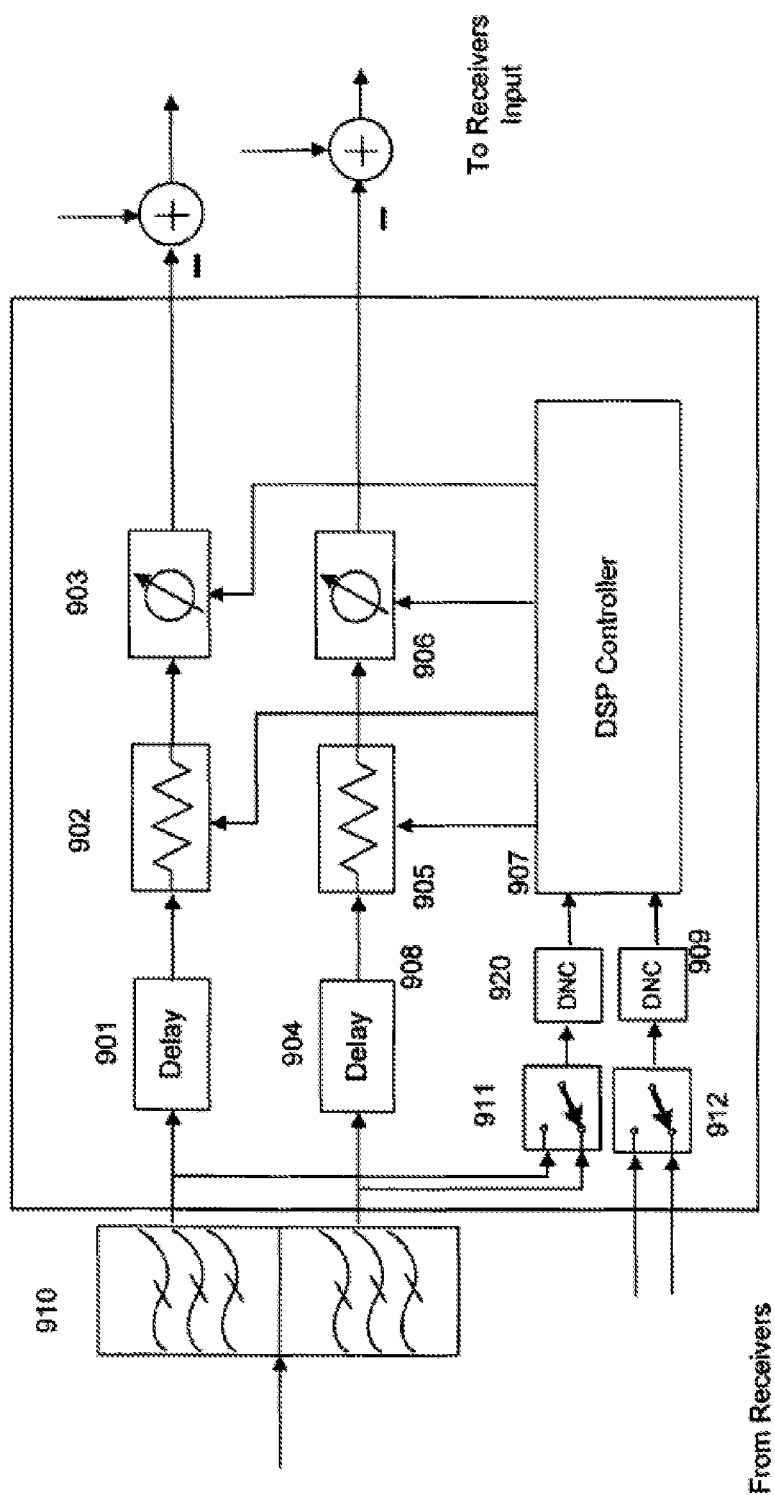 910
901
Delay
902
903
904
Delay
908
905
906
911
920
DNC
907
DSP Controller
912
DNC
909
From Receivers
To Receivers
Input